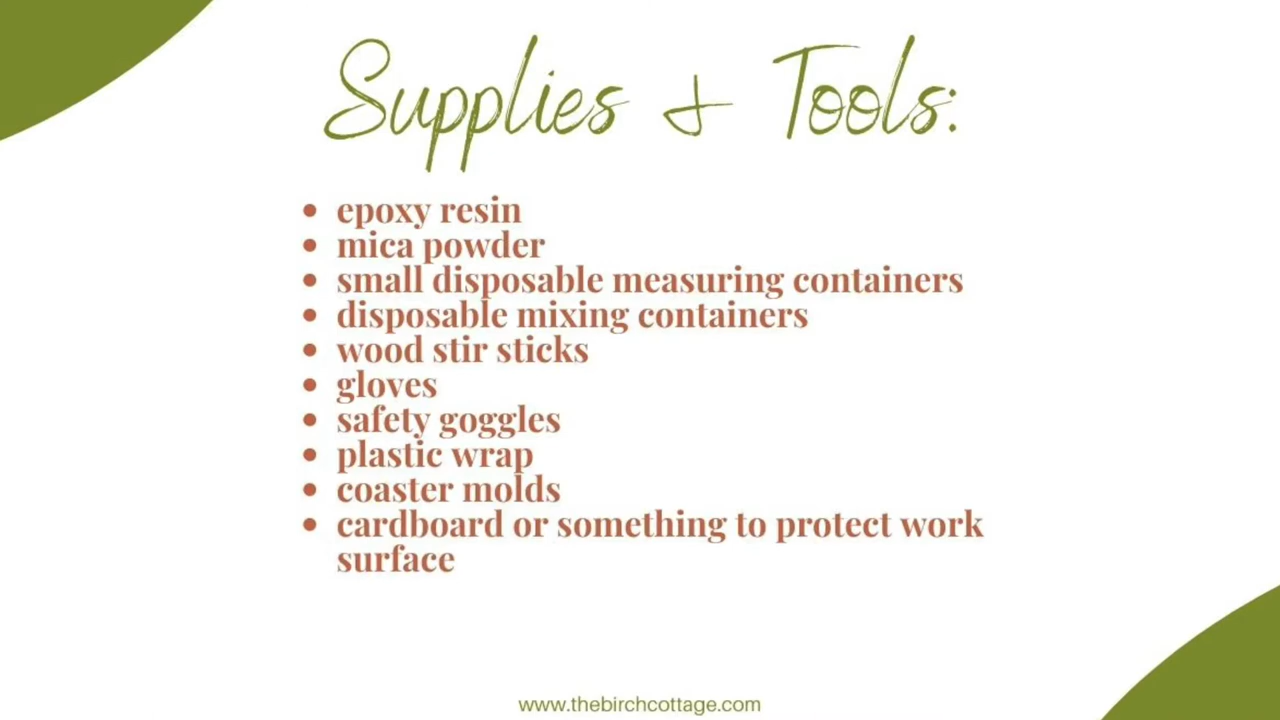 Supplies & Tools:
• epoxy resin
• mica powder
• small disposable measuring containers
• disposable mixing containers
• wood stir sticks
• gloves
• safety goggles
• plastic wrap
• coaster molds
• cardboard or something to protect work
surface
www.thebirchcottage.com